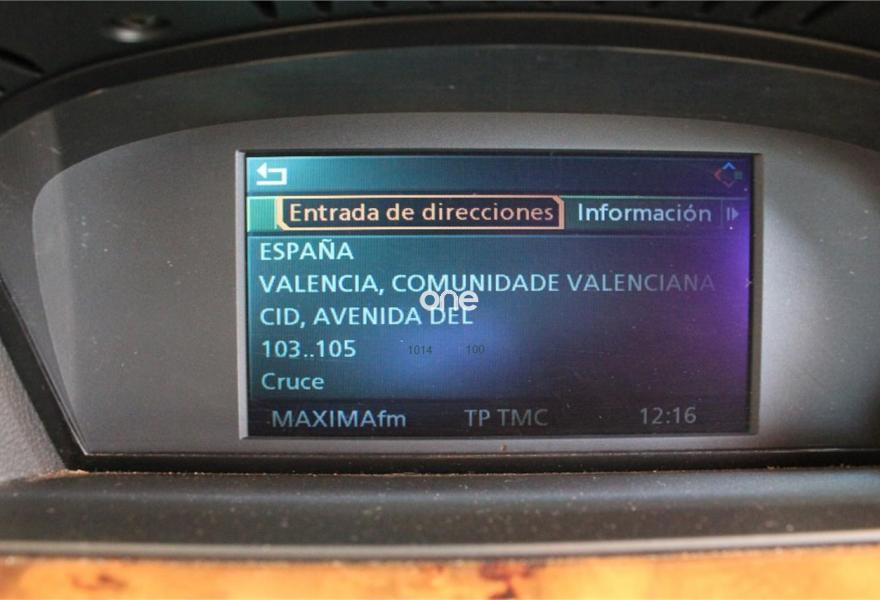 Entrada de direcciones Información
ESPAÑA
VALENCIA, COMUNIDADE VALENCIANA
one
CID, AVENIDA DEL
103..105 1014 100
Cruce
MAXIMAfm TP TMC 12:16